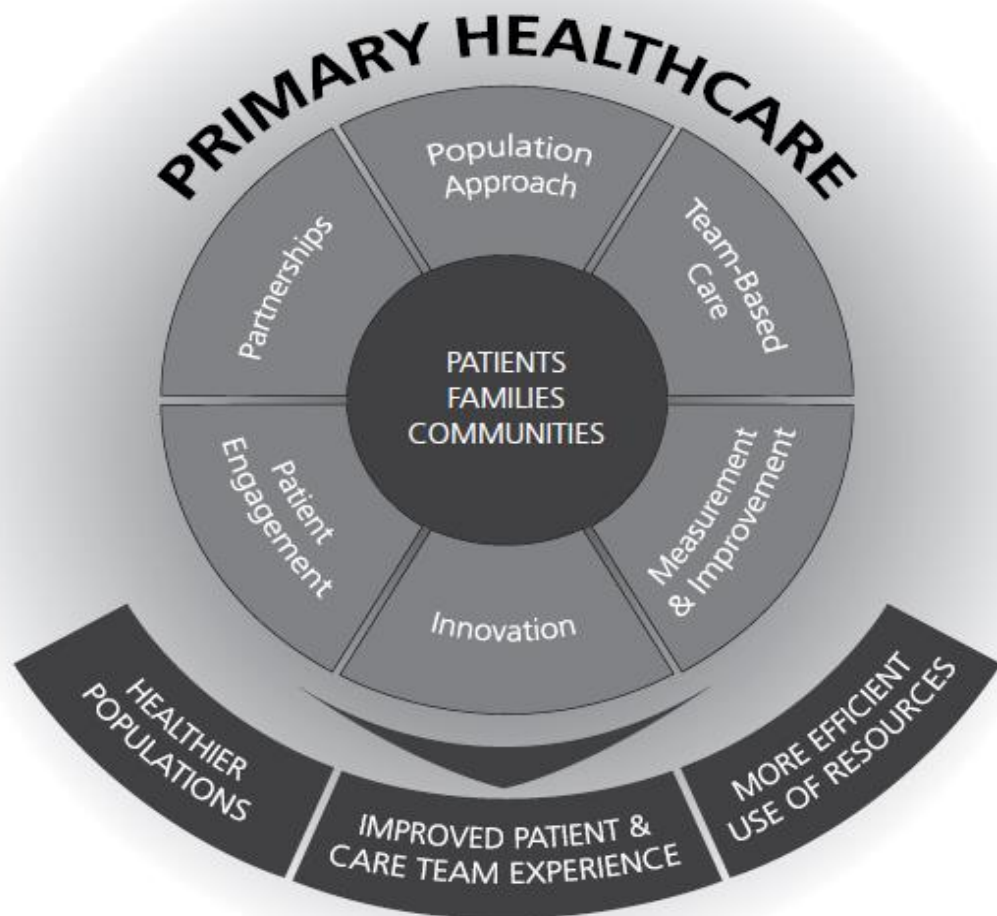 PRIMARY HEALTHCARE
Population
Approach
Team-Based
Care
Measurement
& Improvement
Innovation
Patient
Engagement
Partnerships
PATIENTS
FAMILIES
COMMUNITIES
HEALTHIER
POPULATIONS
IMPROVED PATIENT &
CARE TEAM EXPERIENCE
MORE EFFICIENT
USE OF RESOURCES